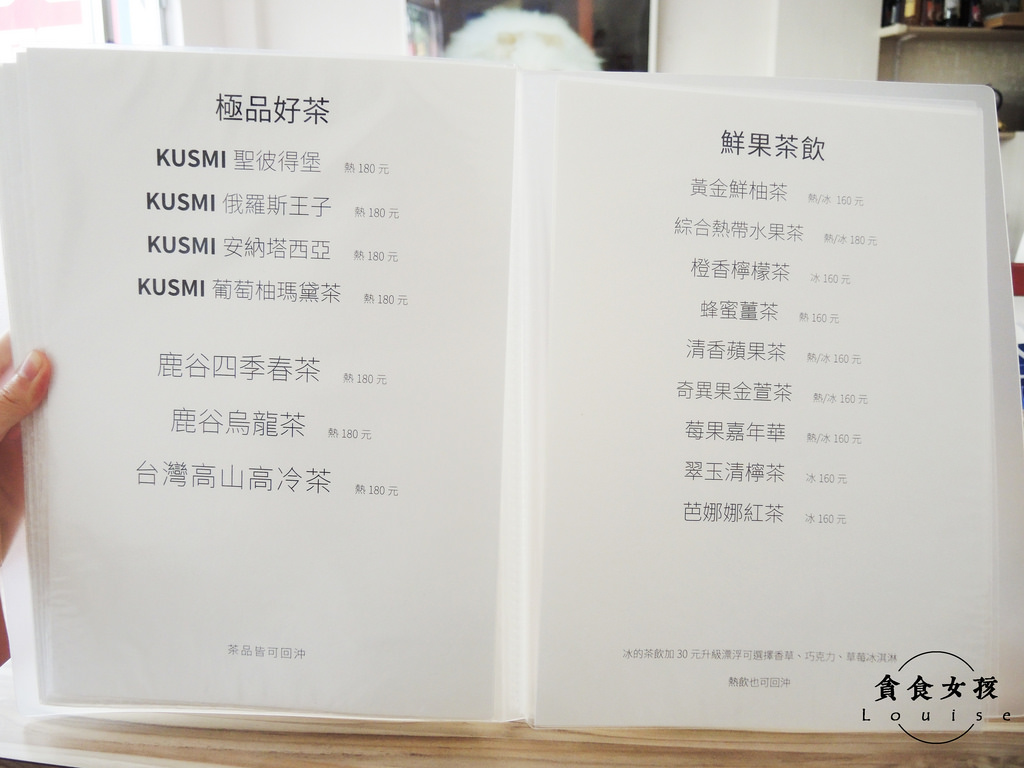 極品好茶
KUSMI 聖彼得堡 熱 180 元
KUSMI 俄羅斯王子 熱 180 元
KUSMI 安納塔西亞 熱 180 元
KUSMI 葡萄柚瑪黛茶 熱 180 元
鹿谷四季春茶 熱 180 元
鹿谷烏龍茶 熱 180 元
台灣高山高冷茶 熱 180 元
茶品皆可回沖
鮮果茶飲
黃金鮮柚茶 熱/冰 160 元
綜合熱帶水果茶 熱/冰 180 元
橙香檸檬茶 冰 160 元
蜂蜜薑茶 熱 160 元
清香蘋果茶 熱/冰 160 元
奇異果金萱茶 熱/冰 160 元
莓果嘉年華 熱/冰 160 元
翠玉清檸茶 冰 160 元
芭娜娜紅茶 冰 160 元
冰的茶飲加 30 元升級漂浮可選擇香草、巧克力、草莓冰淇淋
熱飲也可回沖
貪食女孩
Louise